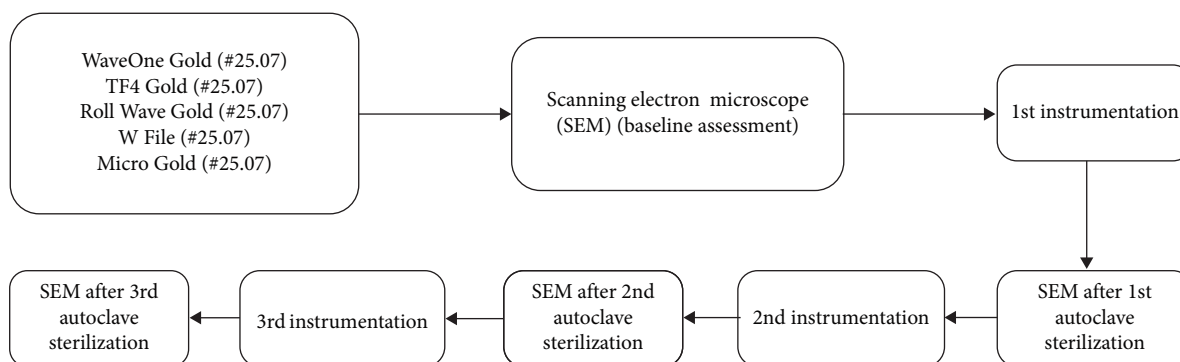 WaveOne Gold (#25.07)
TF4 Gold (#25.07)
Roll Wave Gold (#25.07)
W File (#25.07)
Micro Gold (#25.07)
Scanning electron microscope
(SEM) (baseline assessment)
1st instrumentation
SEM after 1st
autoclave
sterilization
2nd instrumentation
SEM after 2nd
autoclave
sterilization
3rd instrumentation
SEM after 3rd
autoclave
sterilization